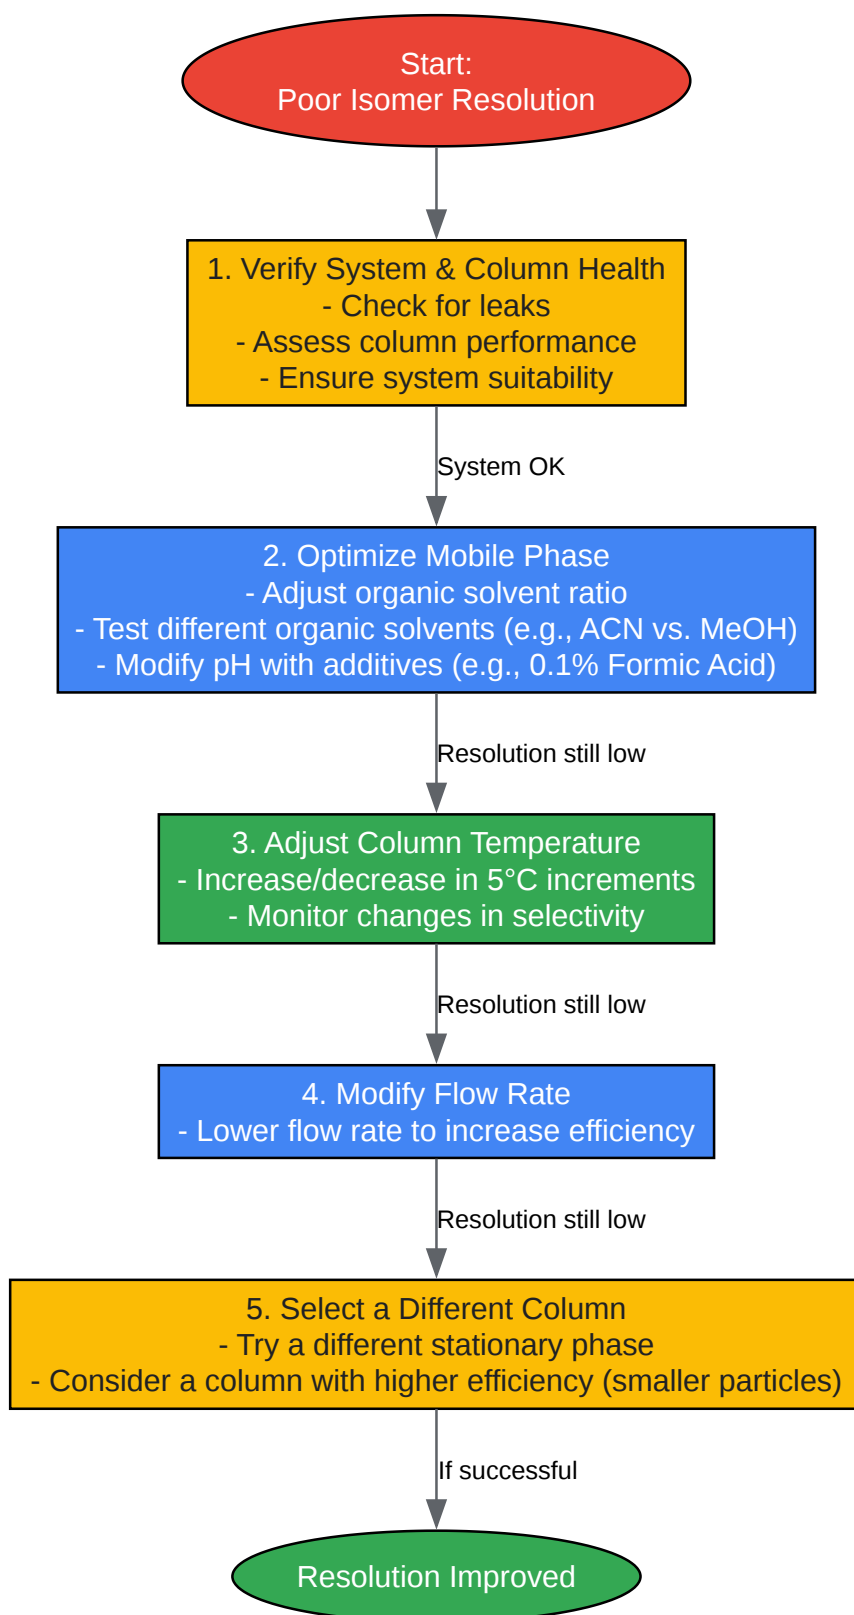 Start:
Poor Isomer Resolution
1. Verify System & Column Health
- Check for leaks
- Assess column performance
- Ensure system suitability
System OK
2. Optimize Mobile Phase
- Adjust organic solvent ratio
- Test different organic solvents (e.g., ACN vs. MeOH)
- Modify pH with additives (e.g., 0.1% Formic Acid)
Resolution still low
3. Adjust Column Temperature
- Increase/decrease in 5°C increments
- Monitor changes in selectivity
Resolution still low
4. Modify Flow Rate
- Lower flow rate to increase efficiency
Resolution still low
5. Select a Different Column
- Try a different stationary phase
- Consider a column with higher efficiency (smaller particles)
If successful
Resolution Improved